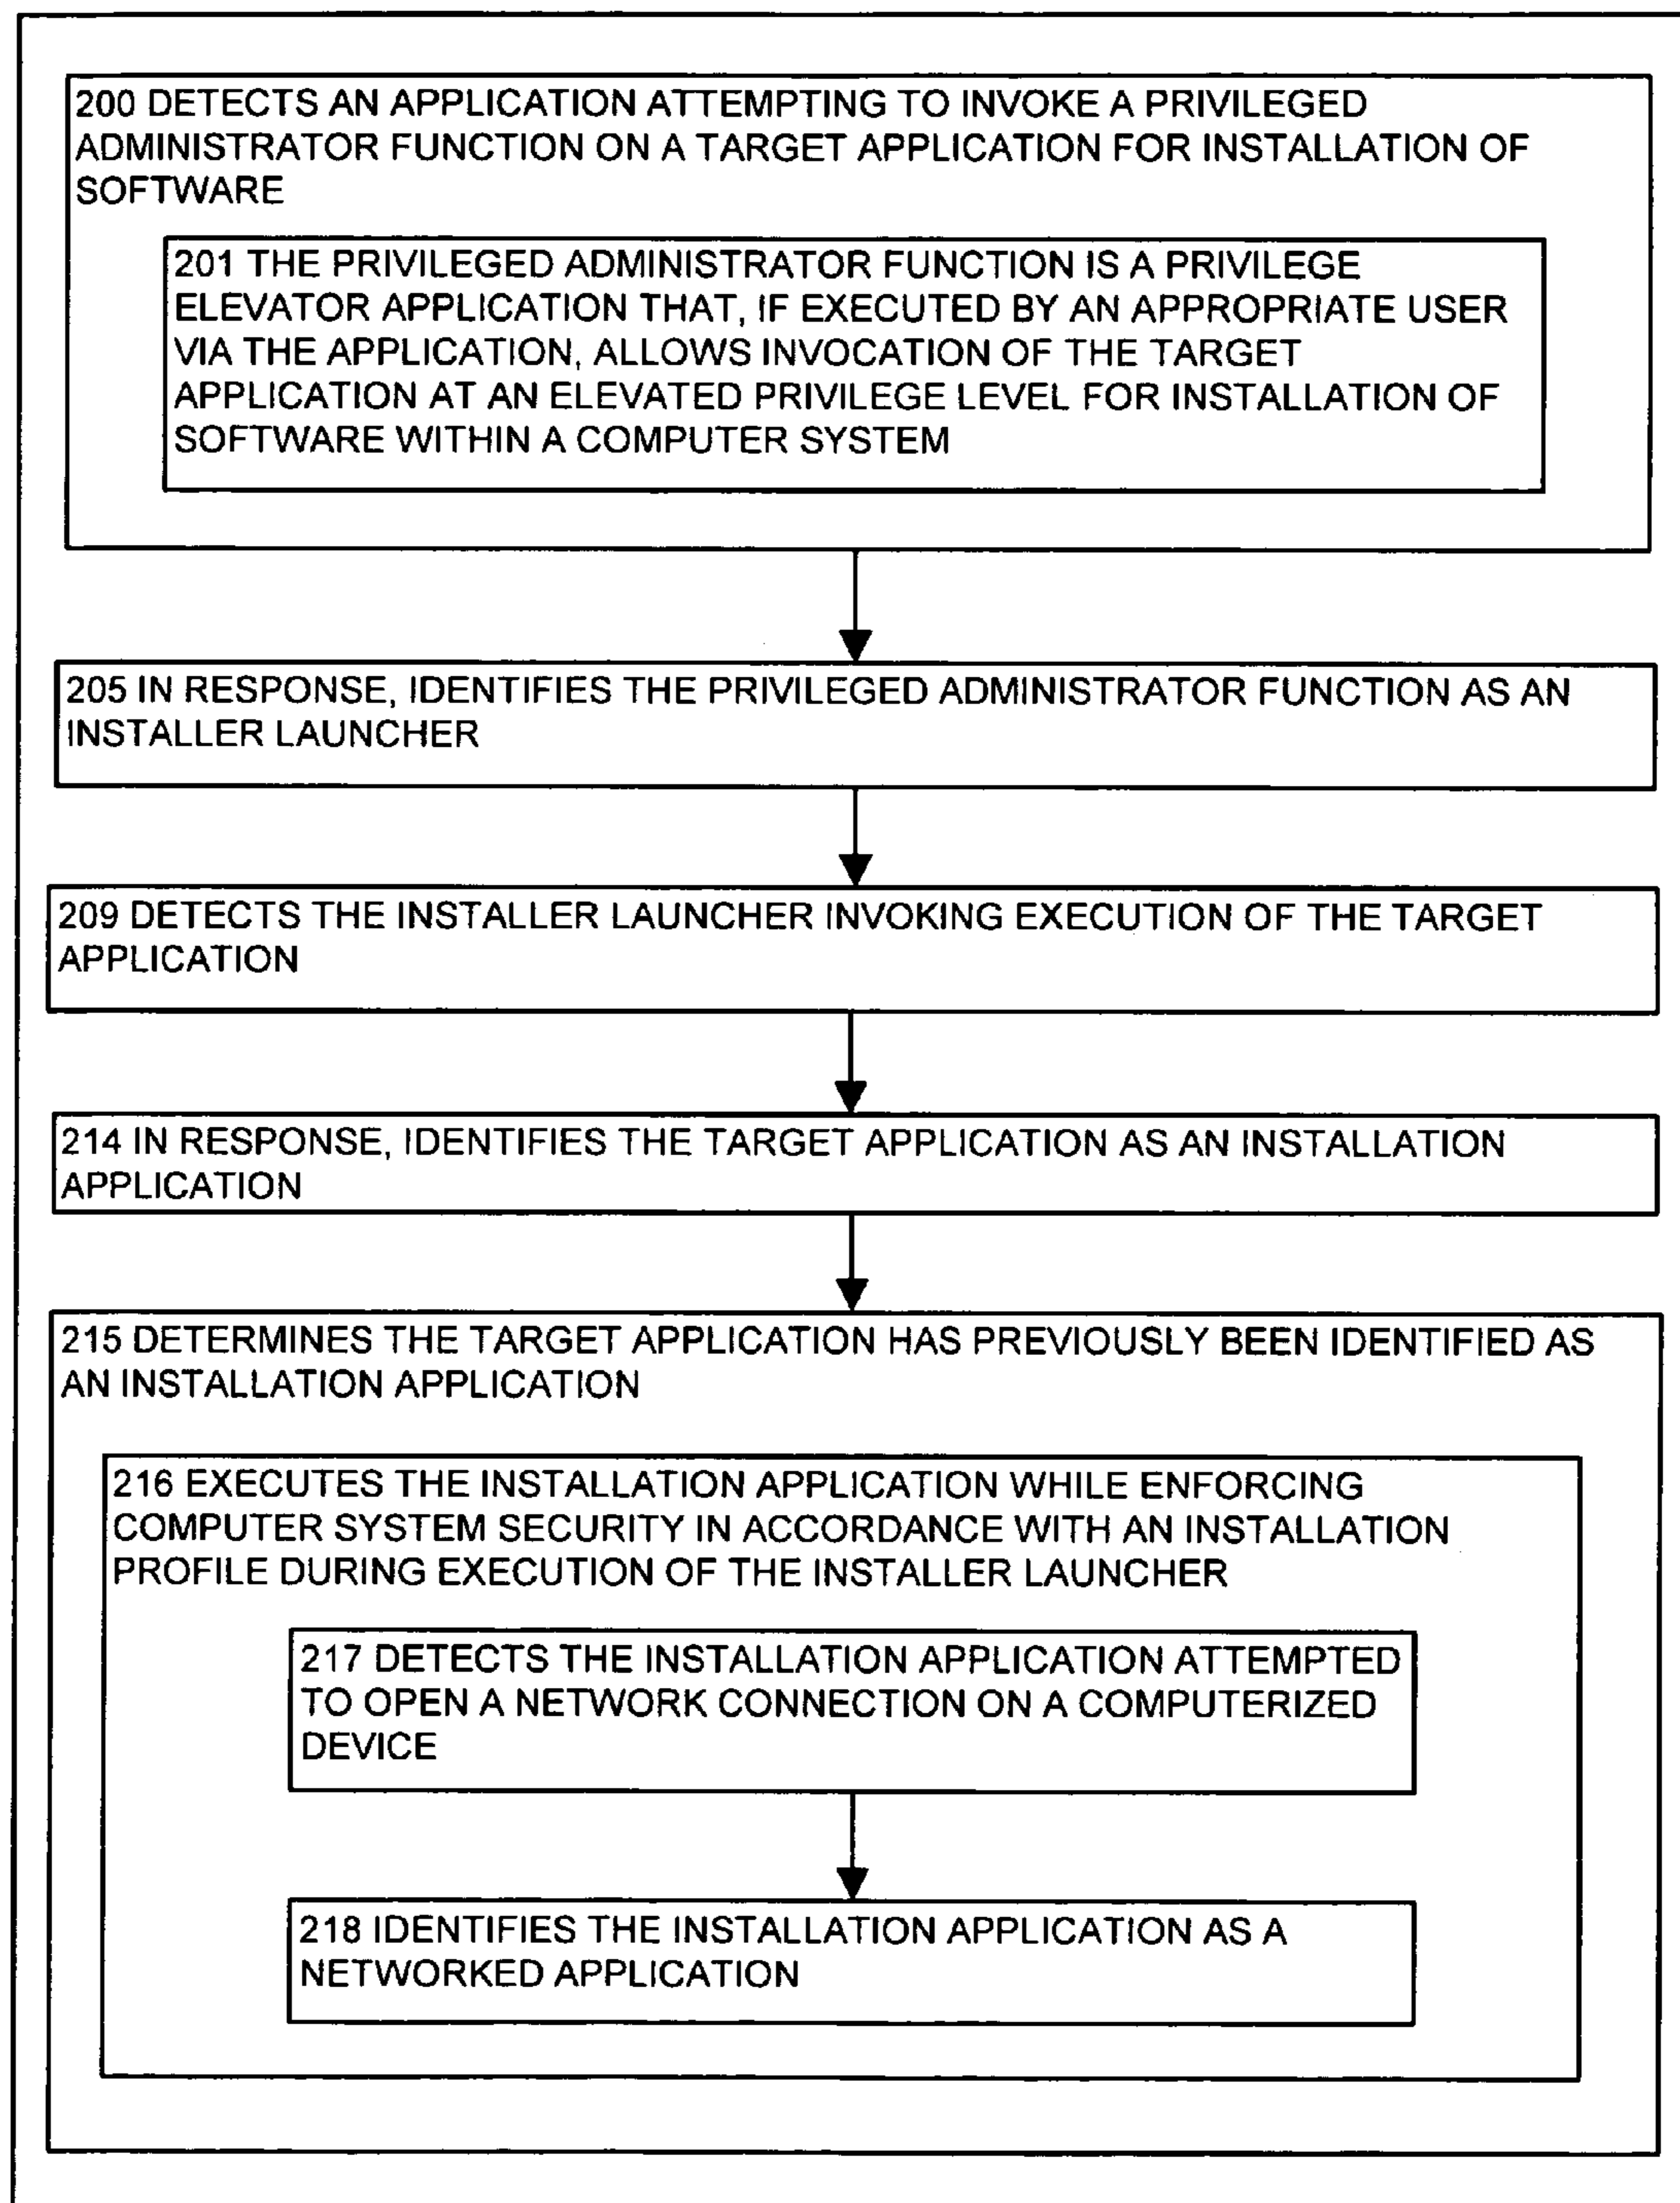 200 DETECTS AN APPLICATION ATTEMPTING TO INVOKE A PRIVILEGED
ADMINISTRATOR FUNCTION ON A TARGET APPLICATION FOR INSTALLATION OF
SOFTWARE
201 THE PRIVILEGED ADMINISTRATOR FUNCTION IS A PRIVILEGE
ELEVATOR APPLICATION THAT, IF EXECUTED BY AN APPROPRIATE USER
VIA THE APPLICATION, ALLOWS INVOCATION OF THE TARGET
APPLICATION AT AN ELEVATED PRIVILEGE LEVEL FOR INSTALLATION OF
SOFTWARE WITHIN A COMPUTER SYSTEM
205 IN RESPONSE, IDENTIFIES THE PRIVILEGED ADMINISTRATOR FUNCTION AS AN
INSTALLER LAUNCHER
209 DETECTS THE INSTALLER LAUNCHER INVOKING EXECUTION OF THE TARGET
APPLICATION
214 IN RESPONSE, IDENTIFIES THE TARGET APPLICATION AS AN INSTALLATION
APPLICATION
215 DETERMINES THE TARGET APPLICATION HAS PREVIOUSLY BEEN IDENTIFIED AS
AN INSTALLATION APPLICATION
216 EXECUTES THE INSTALLATION APPLICATION WHILE ENFORCING
COMPUTER SYSTEM SECURITY IN ACCORDANCE WITH AN INSTALLATION
PROFILE DURING EXECUTION OF THE INSTALLER LAUNCHER
217 DETECTS THE INSTALLATION APPLICATION ATTEMPTED
TO OPEN A NETWORK CONNECTION ON A COMPUTERIZED
DEVICE
218 IDENTIFIES THE INSTALLATION APPLICATION AS A
NETWORKED APPLICATION